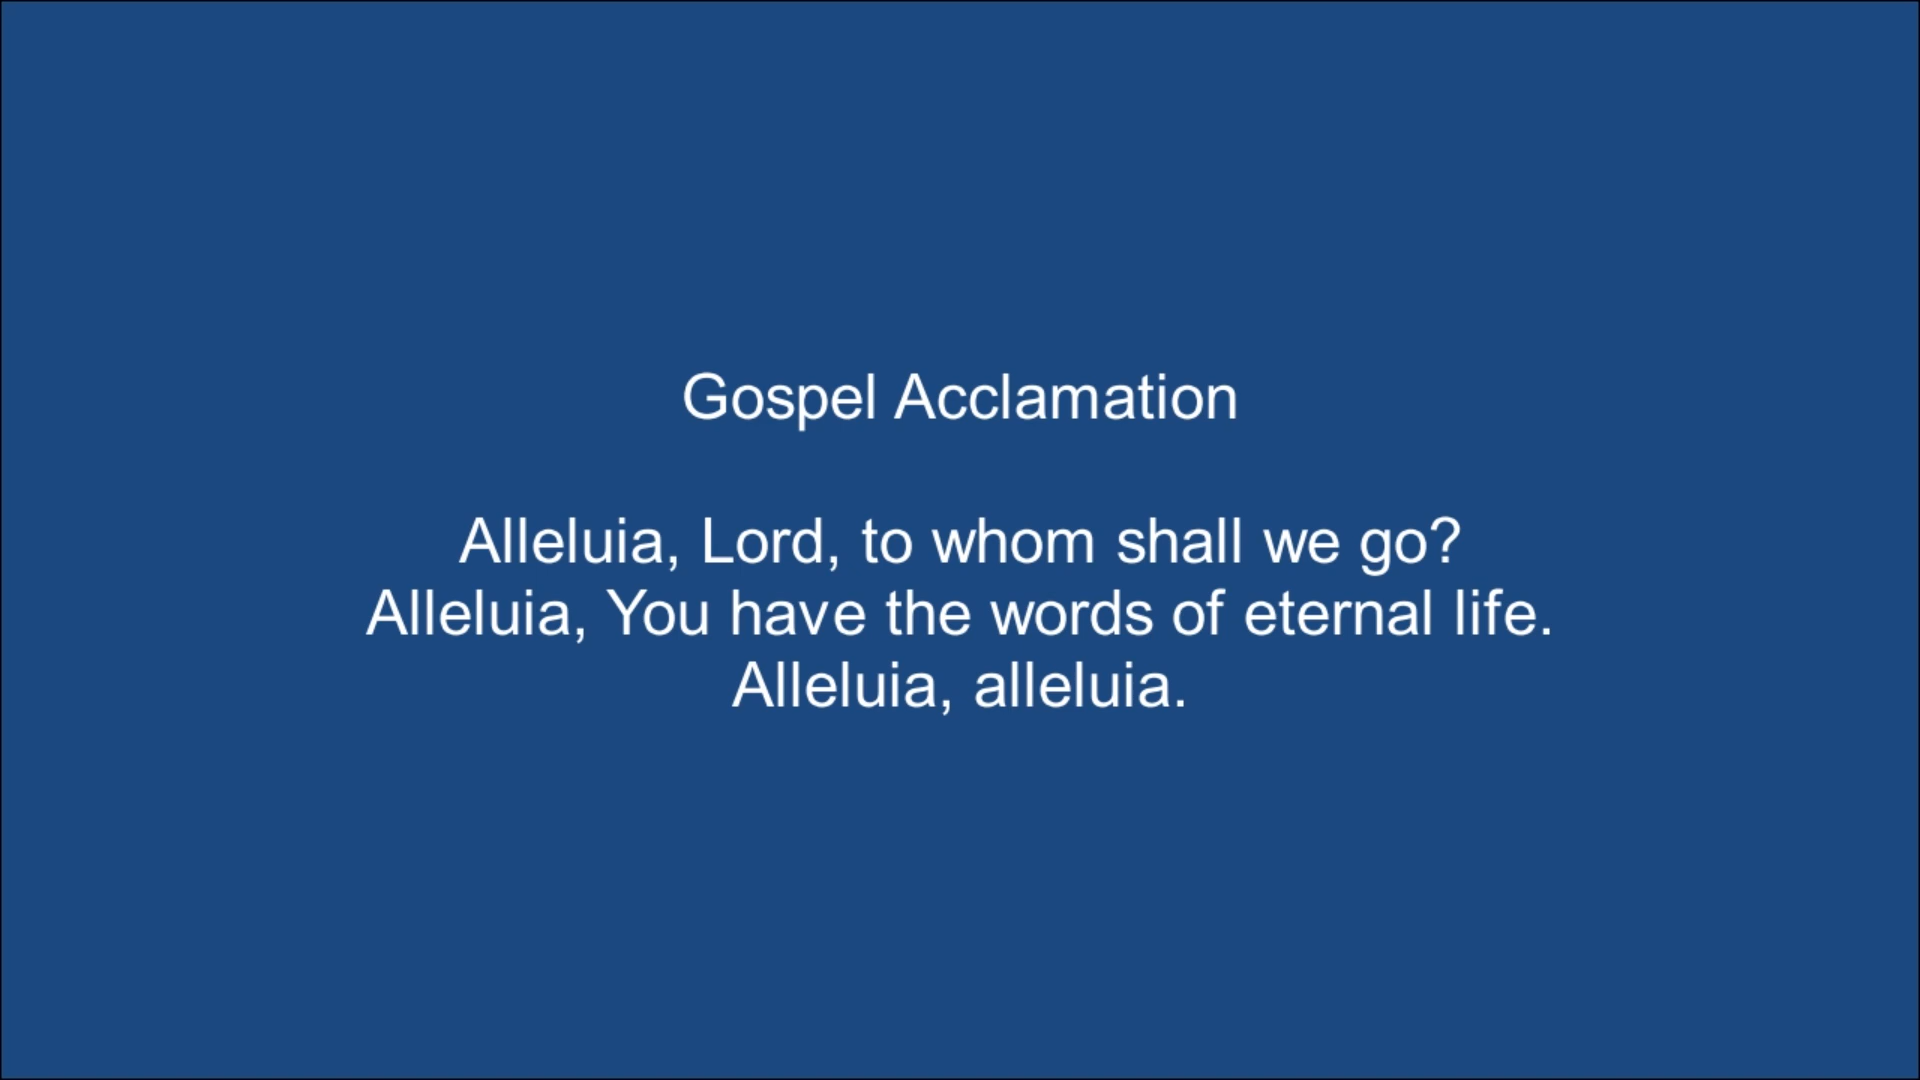 Gospel Acclamation
Alleluia, Lord, to whom shall we go?
Alleluia, You have the words of eternal life.
Alleluia, alleluia.